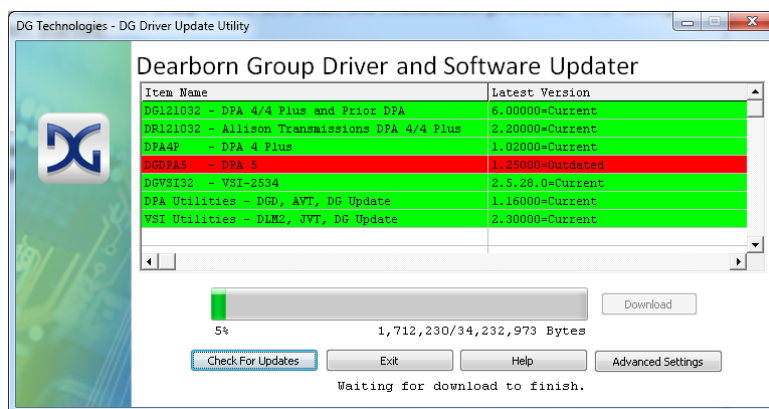 DG Technologies - DG Driver Update Utility
Dearborn Group Driver and Software Updater
Item Name Latest Version
DG121032 - DPA 4/4 Plus and Prior DPA 6.00000=Current
DR121032 - Allison Transmissions DPA 4/4 Plus 2.20000=Current
DPA4P - DPA 4 Plus 1.02000=Current
DGDPA5 - DPA 5 1.25000=Outdated
DGVSI32 - VSI-2534 2.5.28.0=Current
DPA Utilities - DGD, AVT, DG Update 1.16000=Current
VSI Utilities - DLM2, JVT, DG Update 2.30000=Current
DG
Download
5% 1,712,230/34,232,973 Bytes
Check For Updates Exit Help Advanced Settings
Waiting for download to finish.